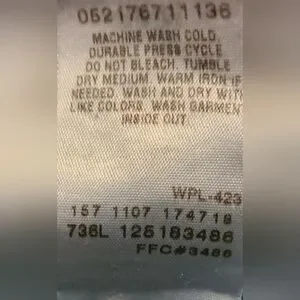 052176711136
MACHINE WASH COLD.
DURABLE PRESS CYCLE
DO NOT BLEACH. TUMBLE
DRY MEDIUM. WARM IRON IF
NEEDED. WASH AND DRY WITH
LIKE COLORS. WASH GARMENT
INSIDE OUT.
WPL-423
157 1107 174718
736L 125183486
FFC#3486